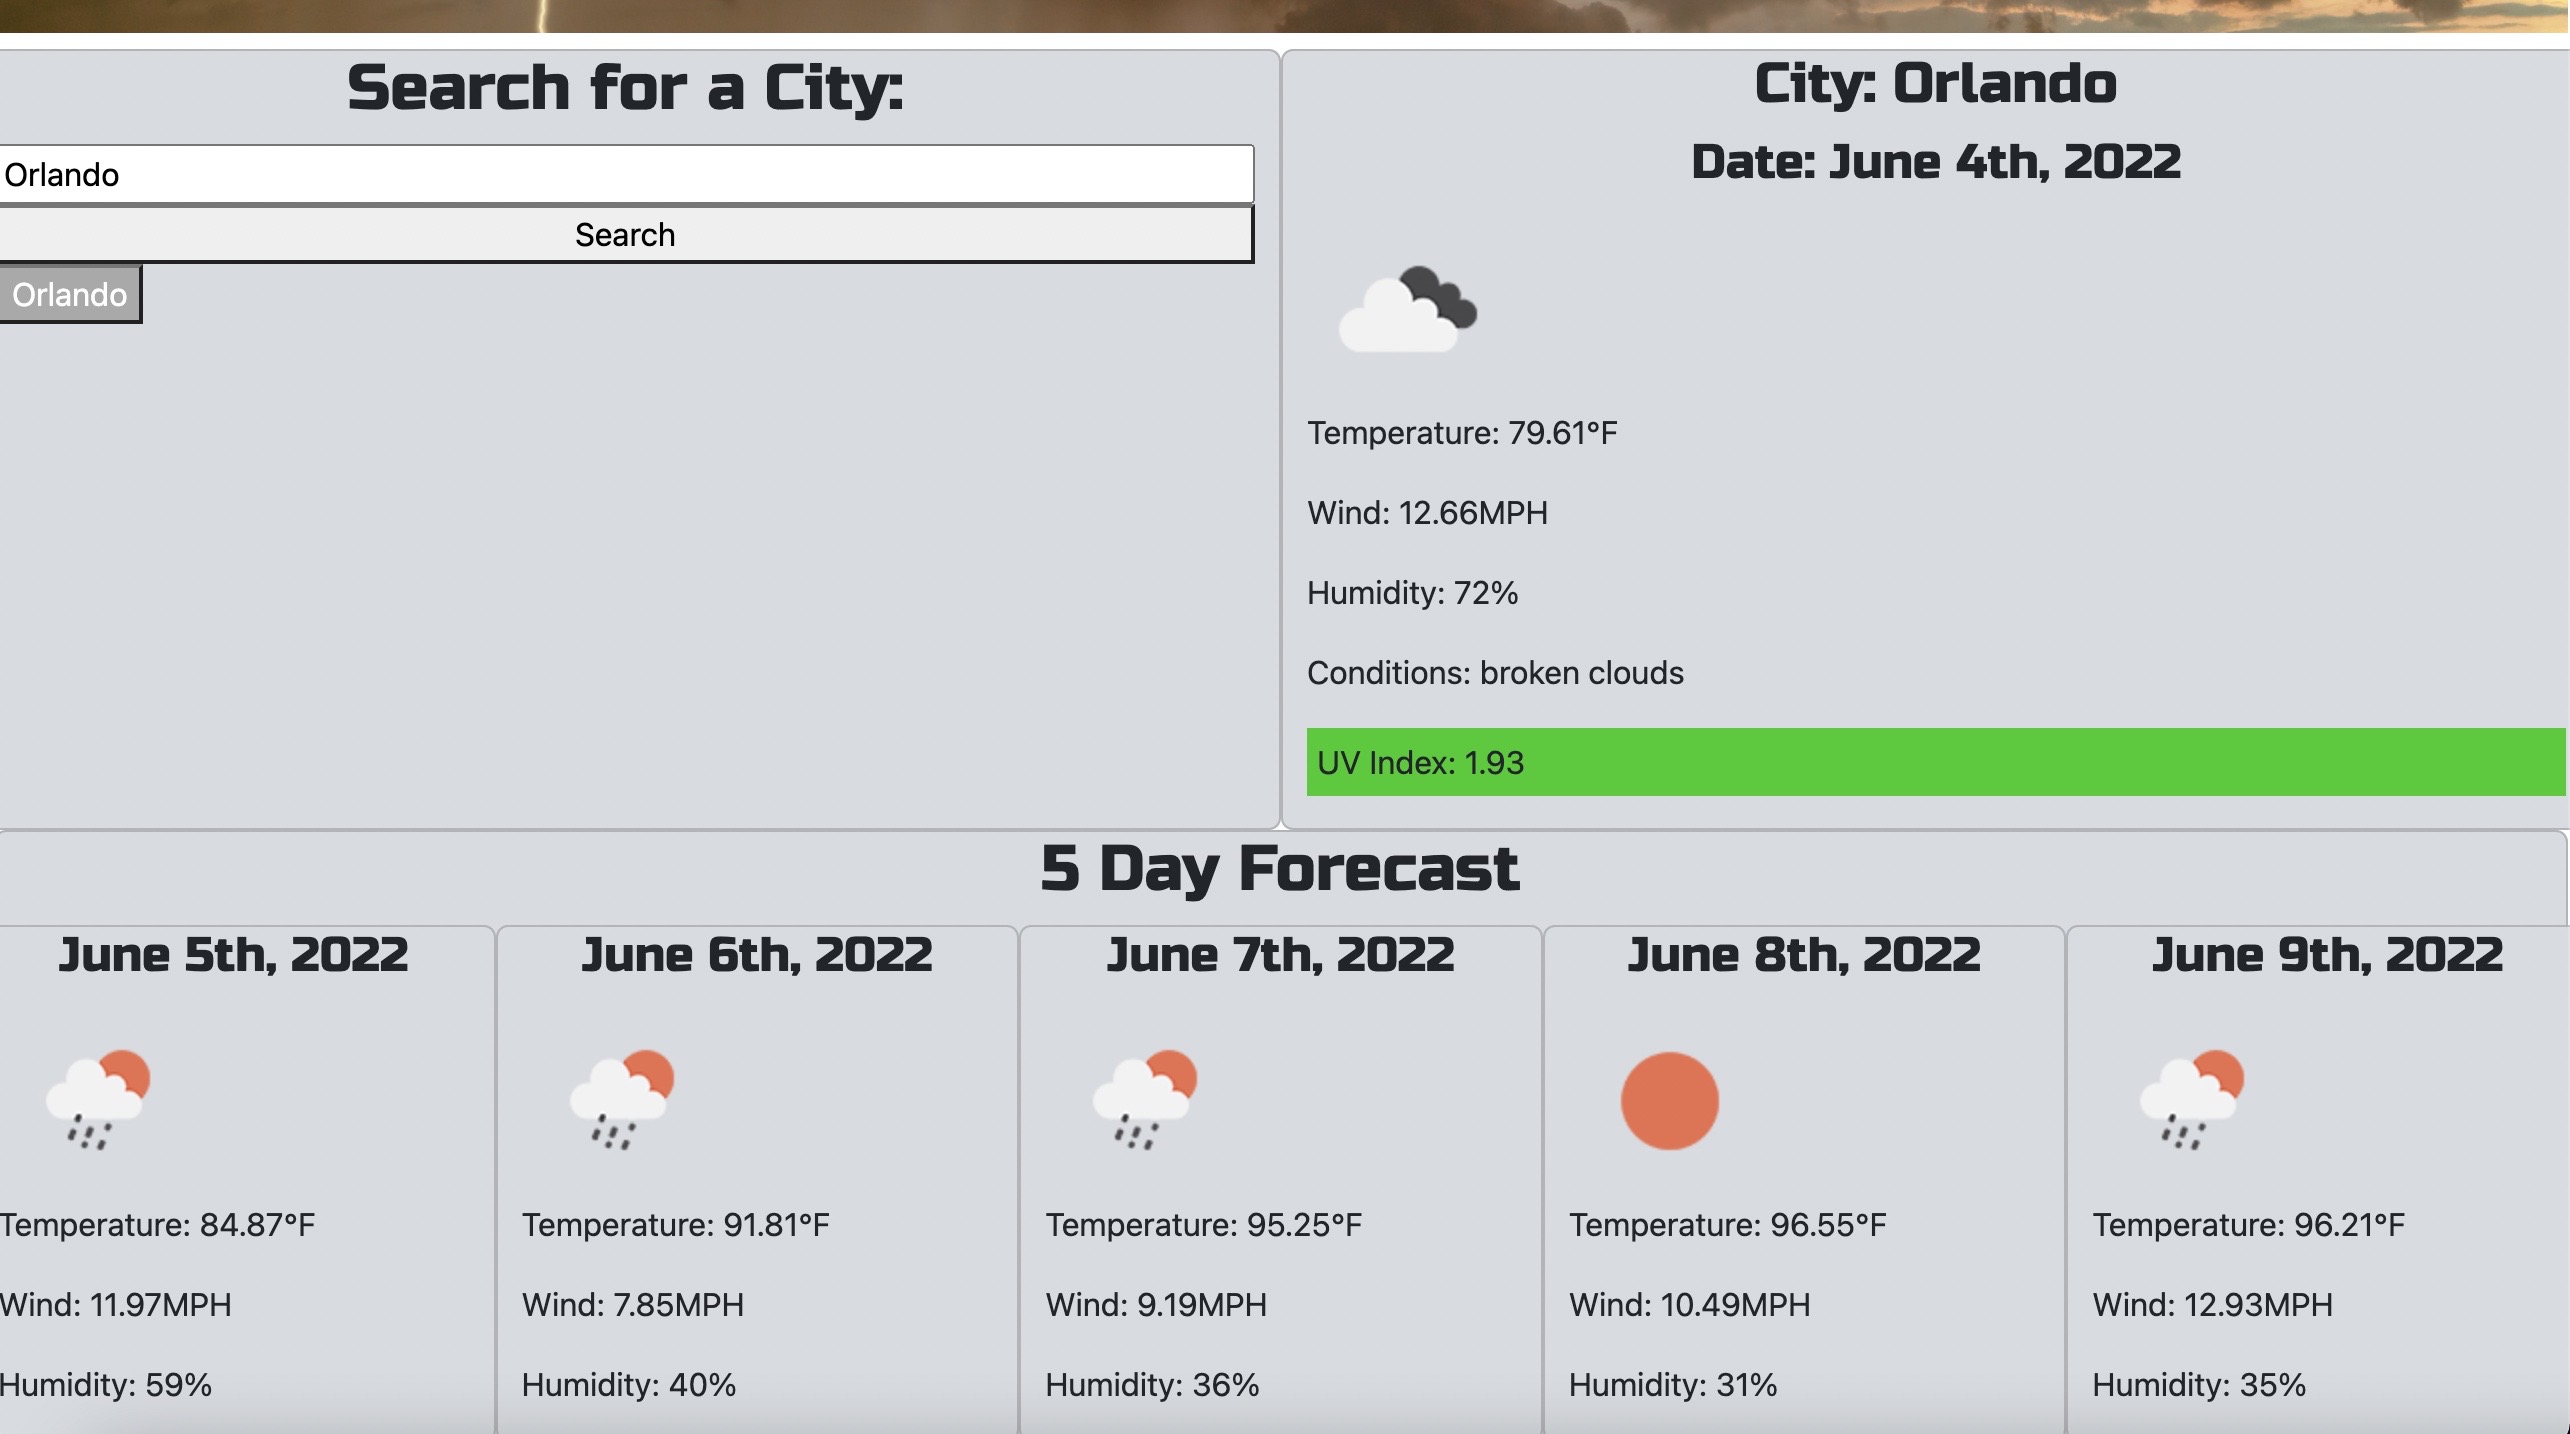 Search for a City:
Orlando
Search
Orlando
City: Orlando
Date: June 4th, 2022
Temperature: 79.61°F
Wind: 12.66MPH
Humidity: 72%
Conditions: broken clouds
UV Index: 1.93
5 Day Forecast
June 5th, 2022
Temperature: 84.87°F
Wind: 11.97MPH
Humidity: 59%
June 6th, 2022
Temperature: 91.81°F
Wind: 7.85MPH
Humidity: 40%
June 7th, 2022
Temperature: 95.25°F
Wind: 9.19MPH
Humidity: 36%
June 8th, 2022
Temperature: 96.55°F
Wind: 10.49MPH
Humidity: 31%
June 9th, 2022
Temperature: 96.21°F
Wind: 12.93MPH
Humidity: 35%